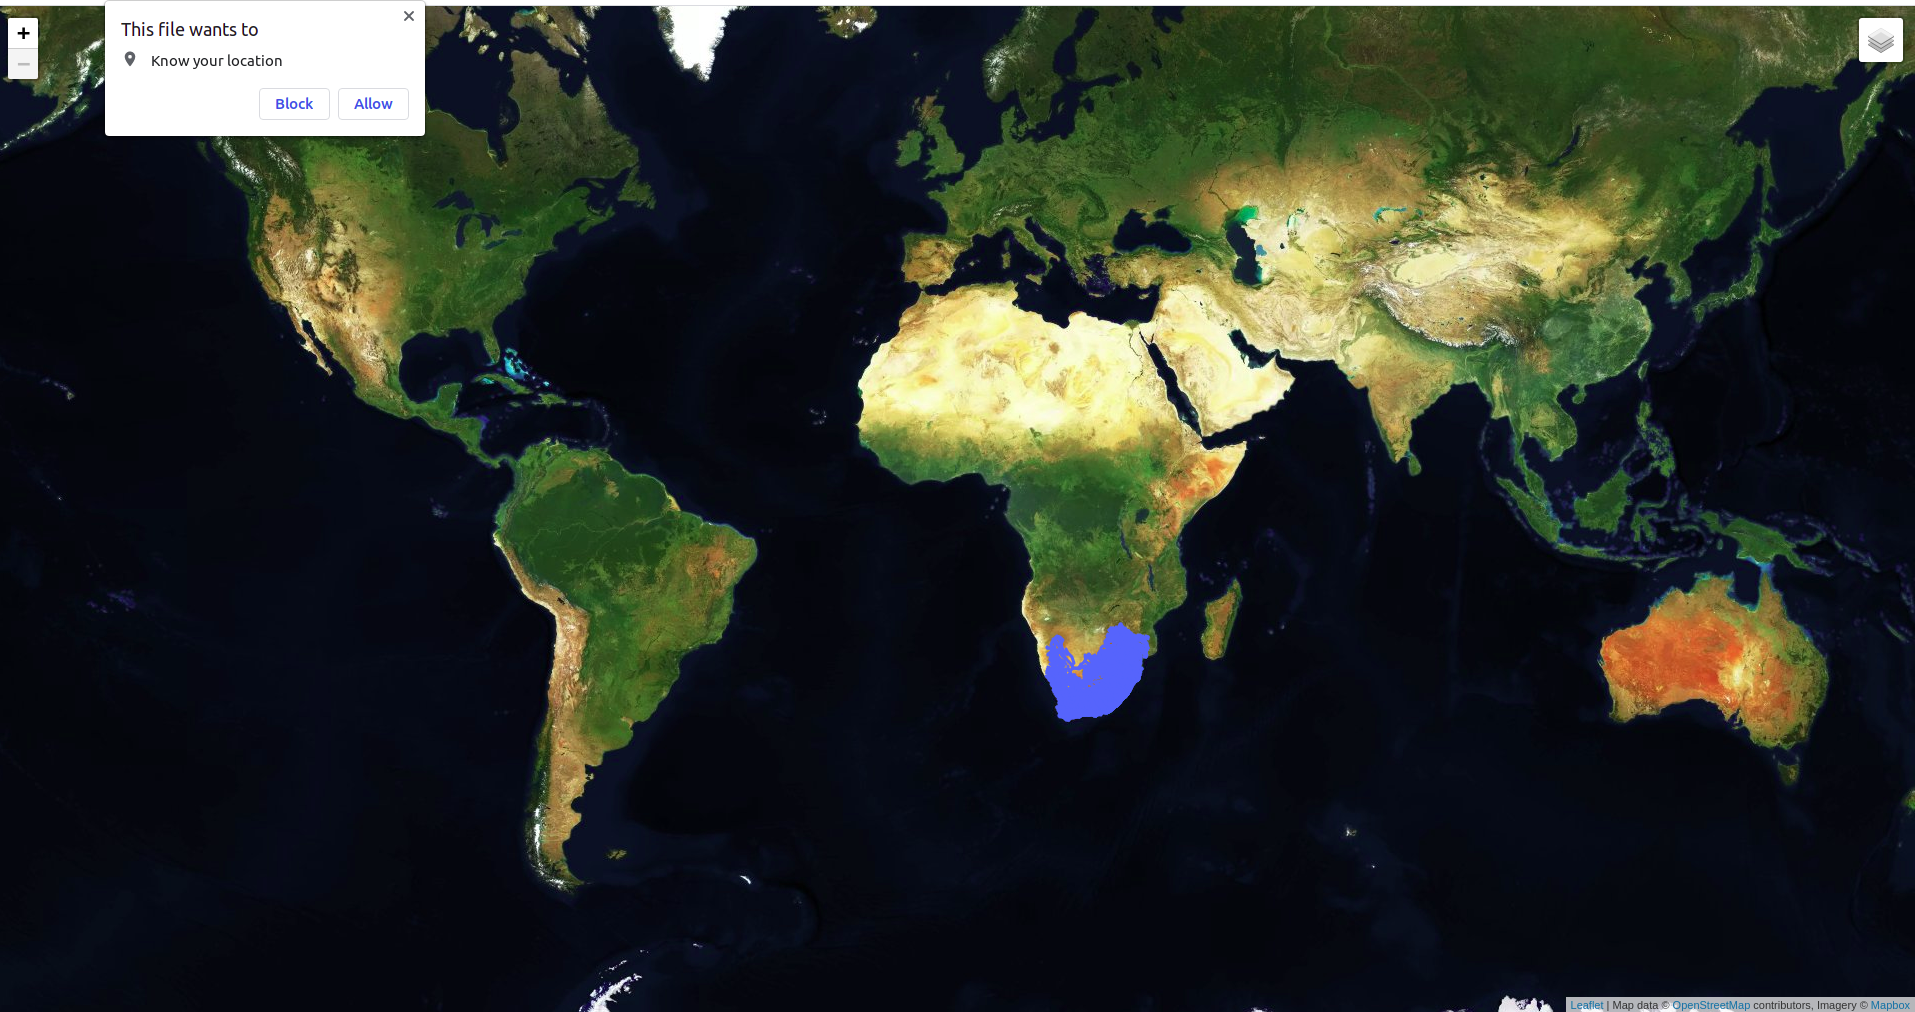 +
−
This file wants to
×
Know your location
Block
Allow
Leaflet | Map data © OpenStreetMap contributors, Imagery © Mapbox